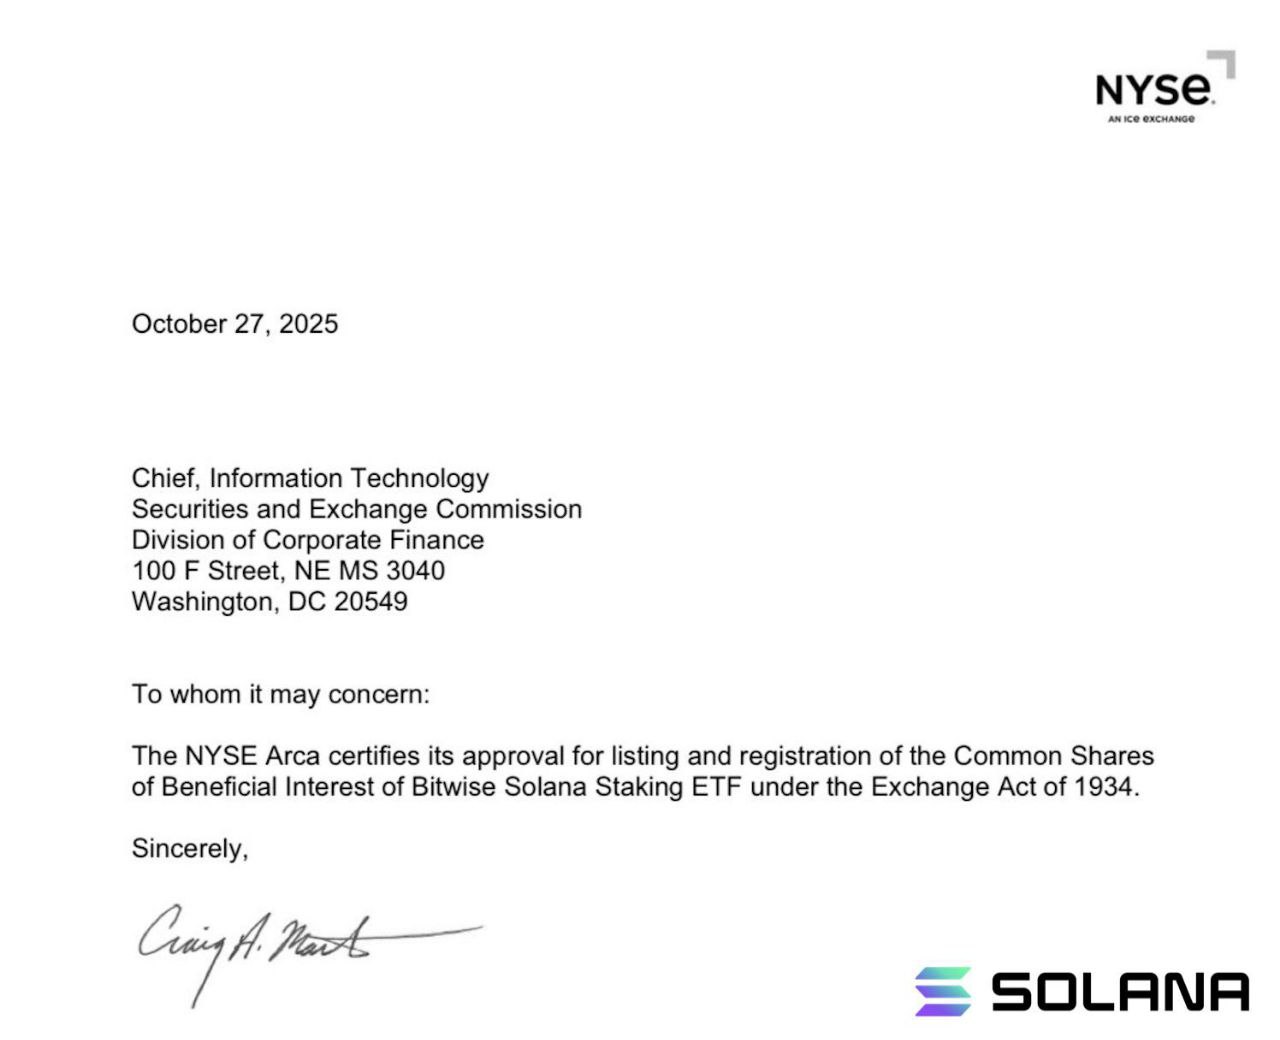 NYSE
AN ICE EXCHANGE
October 27, 2025
Chief, Information Technology
Securities and Exchange Commission
Division of Corporate Finance
100 F Street, NE MS 3040
Washington, DC 20549
To whom it may concern:
The NYSE Arca certifies its approval for listing and registration of the Common Shares
of Beneficial Interest of Bitwise Solana Staking ETF under the Exchange Act of 1934.
Sincerely,
Craig A.
SOLANA